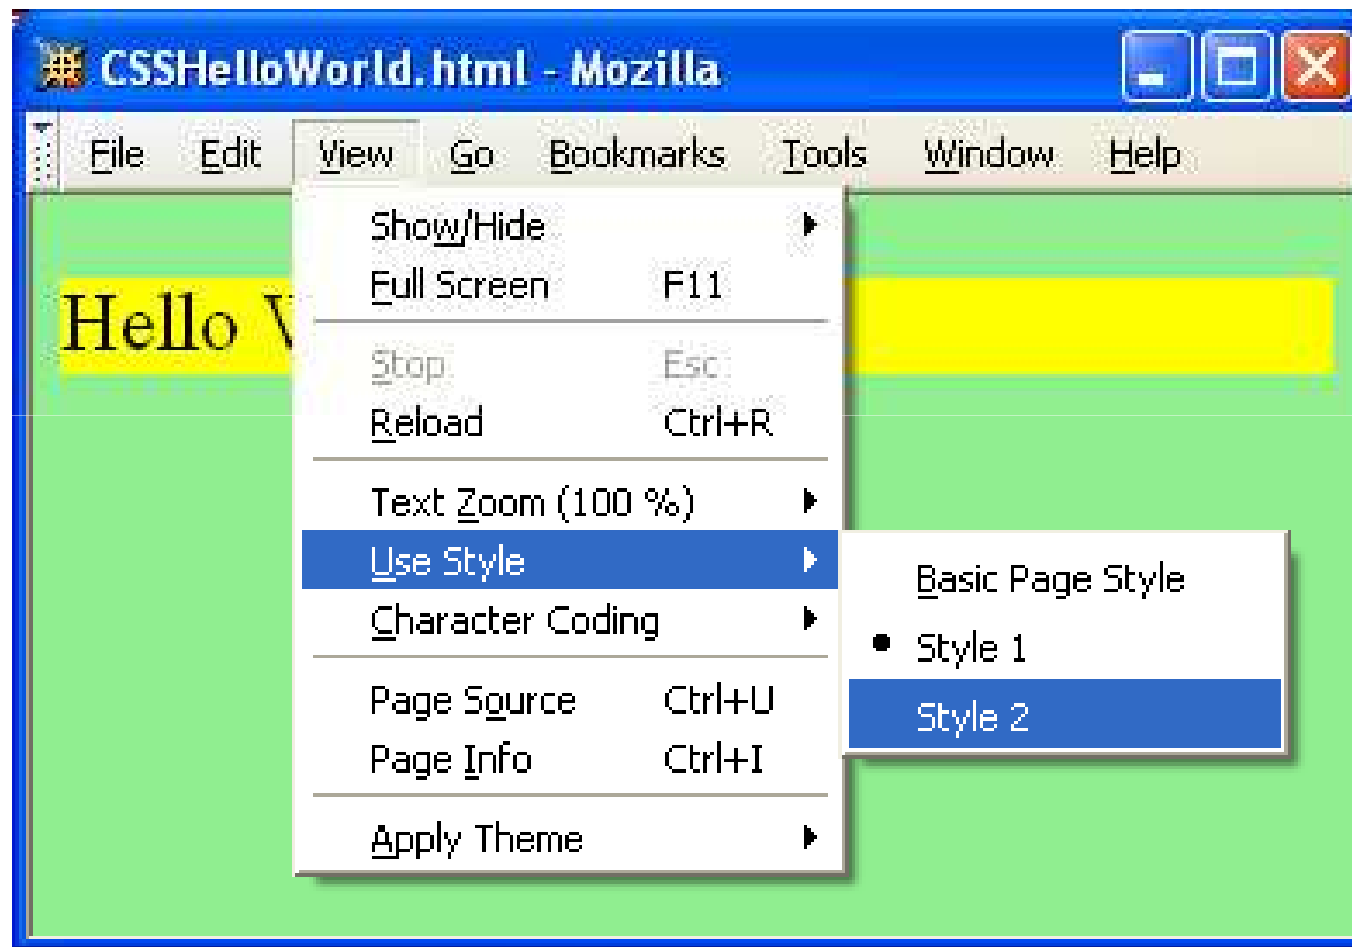 CSSHelloWorld.html - Mozilla
File Edit View Go Bookmarks Tools Window Help
Hello
Show/Hide
Full Screen F11
Stop Esc
Reload Ctrl+R
Text Zoom (100 %)
Use Style
Character Coding
Page Source Ctrl+U
Page Info Ctrl+I
Apply Theme
Basic Page Style
Style 1
Style 2